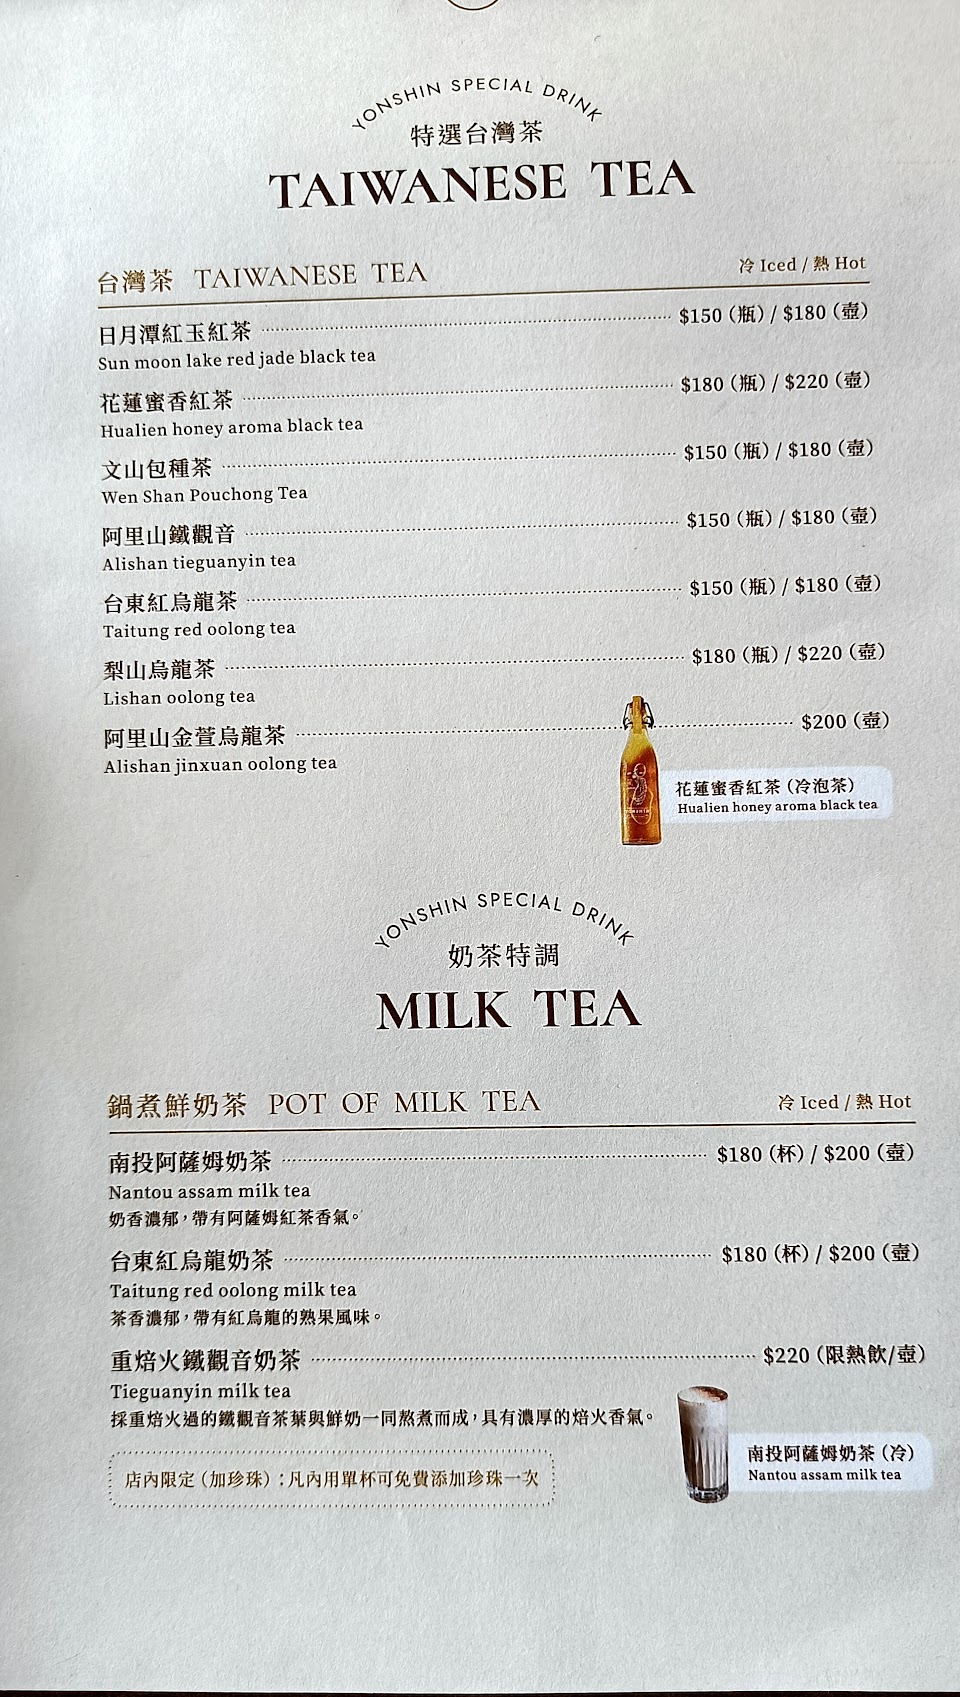 YONSHIN SPECIAL DRINK
特選台灣茶
TAIWANESE TEA
台灣茶 TAIWANESE TEA 冷 Iced / 熱 Hot
日月潭紅玉紅茶 $150（瓶）/ $180（壺）
Sun moon lake red jade black tea
花蓮蜜香紅茶 $180（瓶）/ $220（壺）
Hualien honey aroma black tea
文山包種茶 $150（瓶）/ $180（壺）
Wen Shan Pouchong Tea
阿里山鐵觀音 $150（瓶）/ $180（壺）
Alishan tieguanyin tea
台東紅烏龍茶 $150（瓶）/ $180（壺）
Taitung red oolong tea
梨山烏龍茶 $180（瓶）/ $220（壺）
Lishan oolong tea
阿里山金萱烏龍茶 $200（壺）
Alishan jinxuan oolong tea
花蓮蜜香紅茶（冷泡茶）
Hualien honey aroma black tea
YONSHIN SPECIAL DRINK
奶茶特調
MILK TEA
鍋煮鮮奶茶 POT OF MILK TEA 冷 Iced / 熱 Hot
南投阿薩姆奶茶 $180（杯）/ $200（壺）
Nantou assam milk tea
奶香濃郁，帶有阿薩姆紅茶香氣。
台東紅烏龍奶茶 $180（杯）/ $200（壺）
Taitung red oolong milk tea
茶香濃郁，帶有紅烏龍的熟果風味。
重焙火鐵觀音奶茶 $220（限熱飲/壺）
Tieguanyin milk tea
採重焙火過的鐵觀音茶葉與鮮奶一同熬煮而成，具有濃厚的焙火香氣。
店內限定（加珍珠）：凡內用單杯可免費添加珍珠一次
南投阿薩姆奶茶（冷）
Nantou assam milk tea